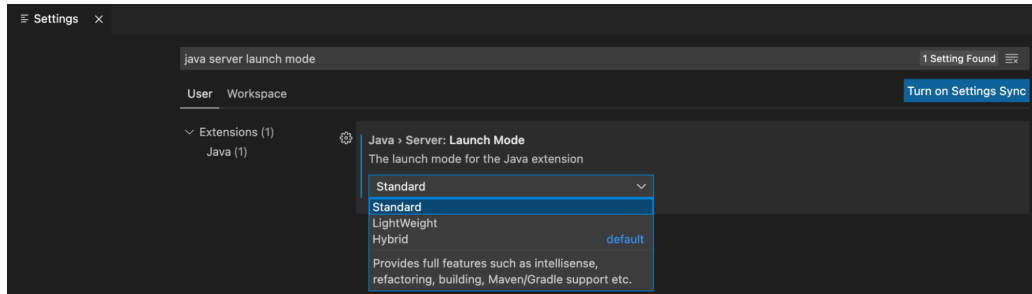 Settings
java server launch mode
1 Setting Found
User Workspace
Turn on Settings Sync
Extensions (1)
Java (1)
Java › Server: Launch Mode
The launch mode for the Java extension
Standard
Standard
LightWeight
Hybrid default
Provides full features such as intellisense,
refactoring, building, Maven/Gradle support etc.